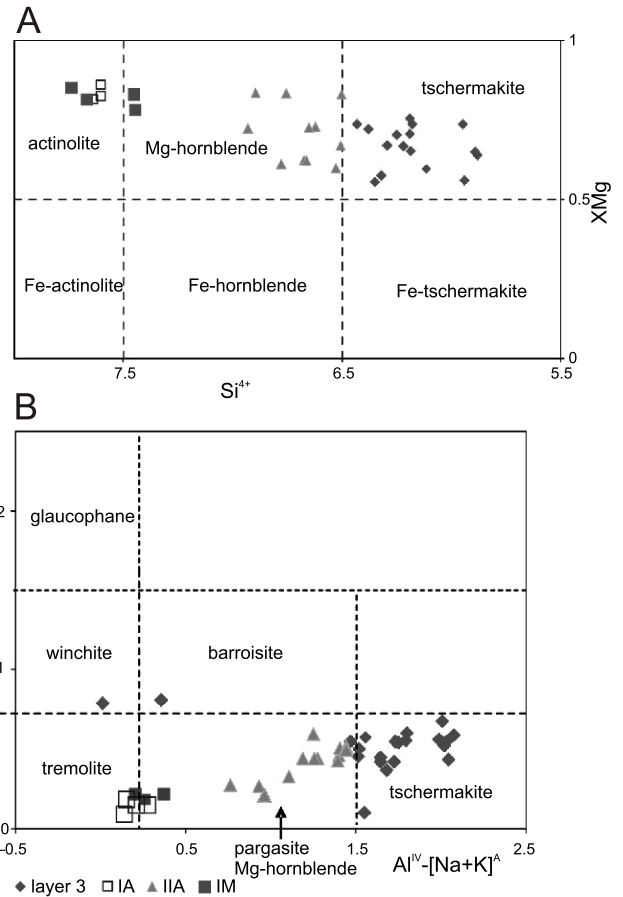 A
1
tschermakite
actinolite
Mg-hornblende
0.5
XMg
Fe-actinolite
Fe-hornblende
Fe-tschermakite
0
7.5
6.5
5.5
Si⁴⁺
B
2
glaucophane
1
winchite
barroisite
tremolite
tschermakite
0
-0.5
0.5
1.5
2.5
pargasite
Mg-hornblende
Alᴵⱽ-[Na+K]ᴬ
layer 3 IA IIA IM